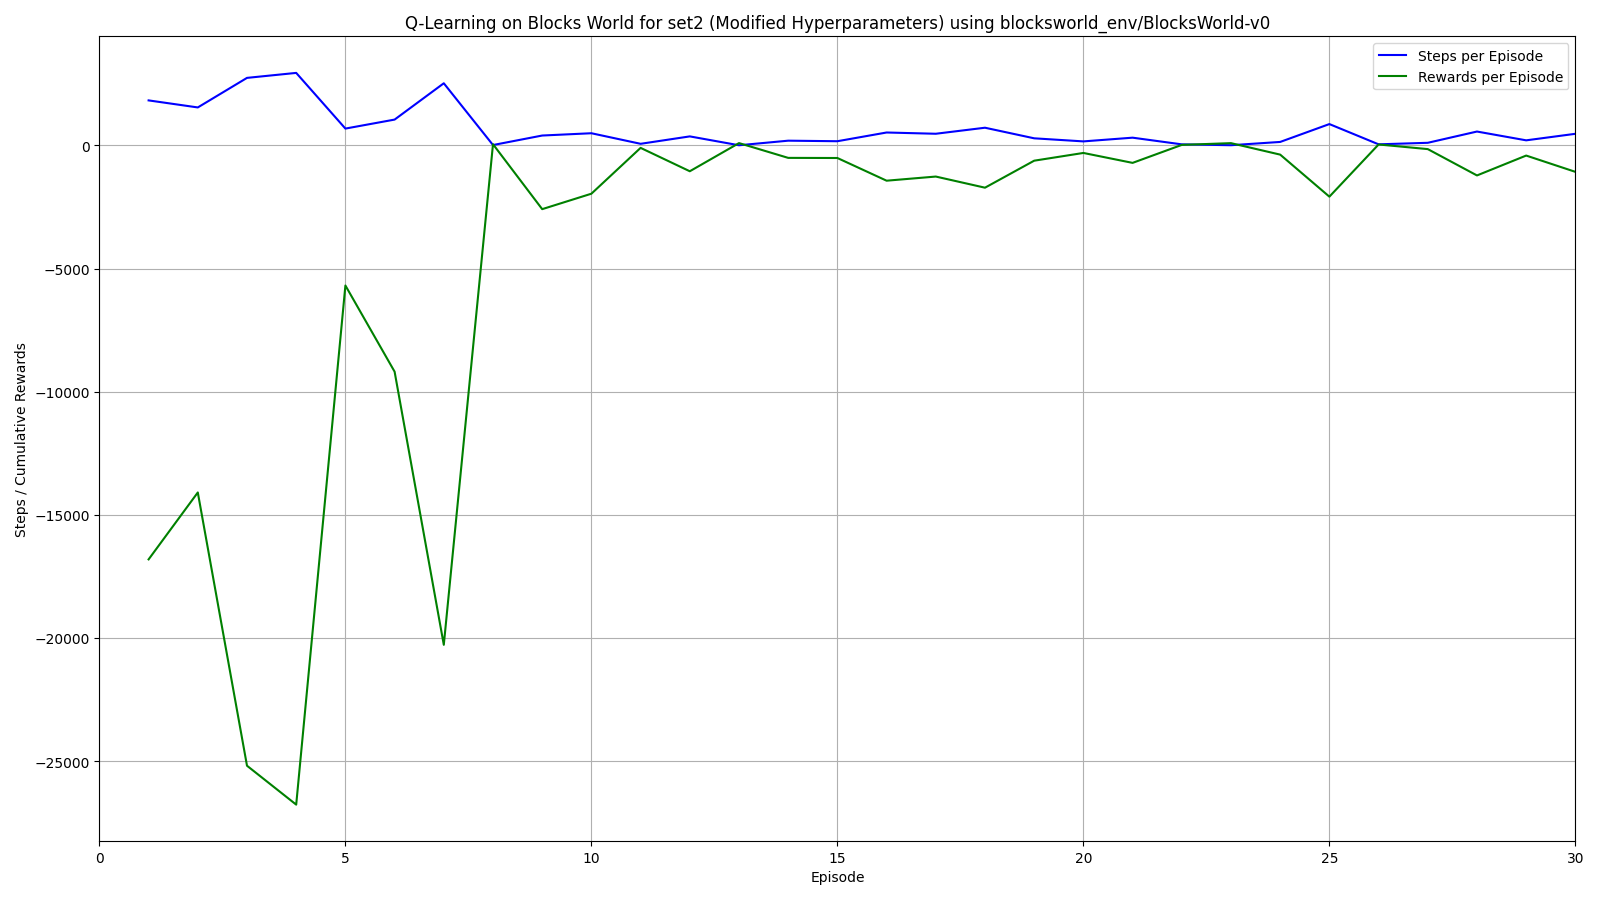 Q-Learning on Blocks World for set2 (Modified Hyperparameters) using blocksworld_env/BlocksWorld-v0
Steps per Episode
Rewards per Episode
Steps / Cumulative Rewards
0
−5000
−10000
−15000
−20000
−25000
0
5
10
15
20
25
30
Episode